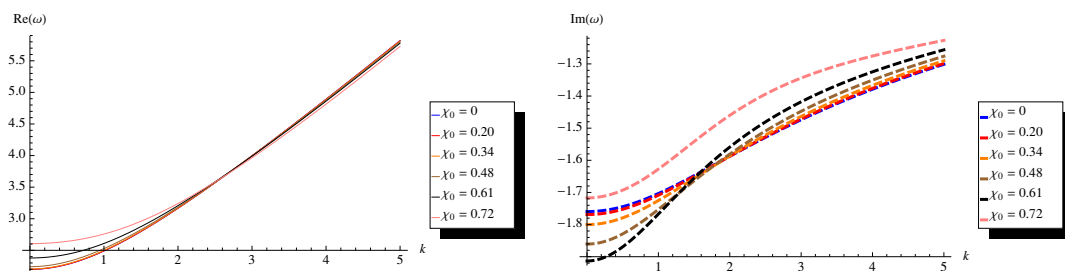 Re(ω)
5.5
5.0
4.5
4.0
3.5
3.0
1 2 3 4 5 k
χ₀ = 0
χ₀ = 0.20
χ₀ = 0.34
χ₀ = 0.48
χ₀ = 0.61
χ₀ = 0.72
Im(ω)
−1.3
−1.4
−1.5
−1.6
−1.7
−1.8
1 2 3 4 5 k
χ₀ = 0
χ₀ = 0.20
χ₀ = 0.34
χ₀ = 0.48
χ₀ = 0.61
χ₀ = 0.72